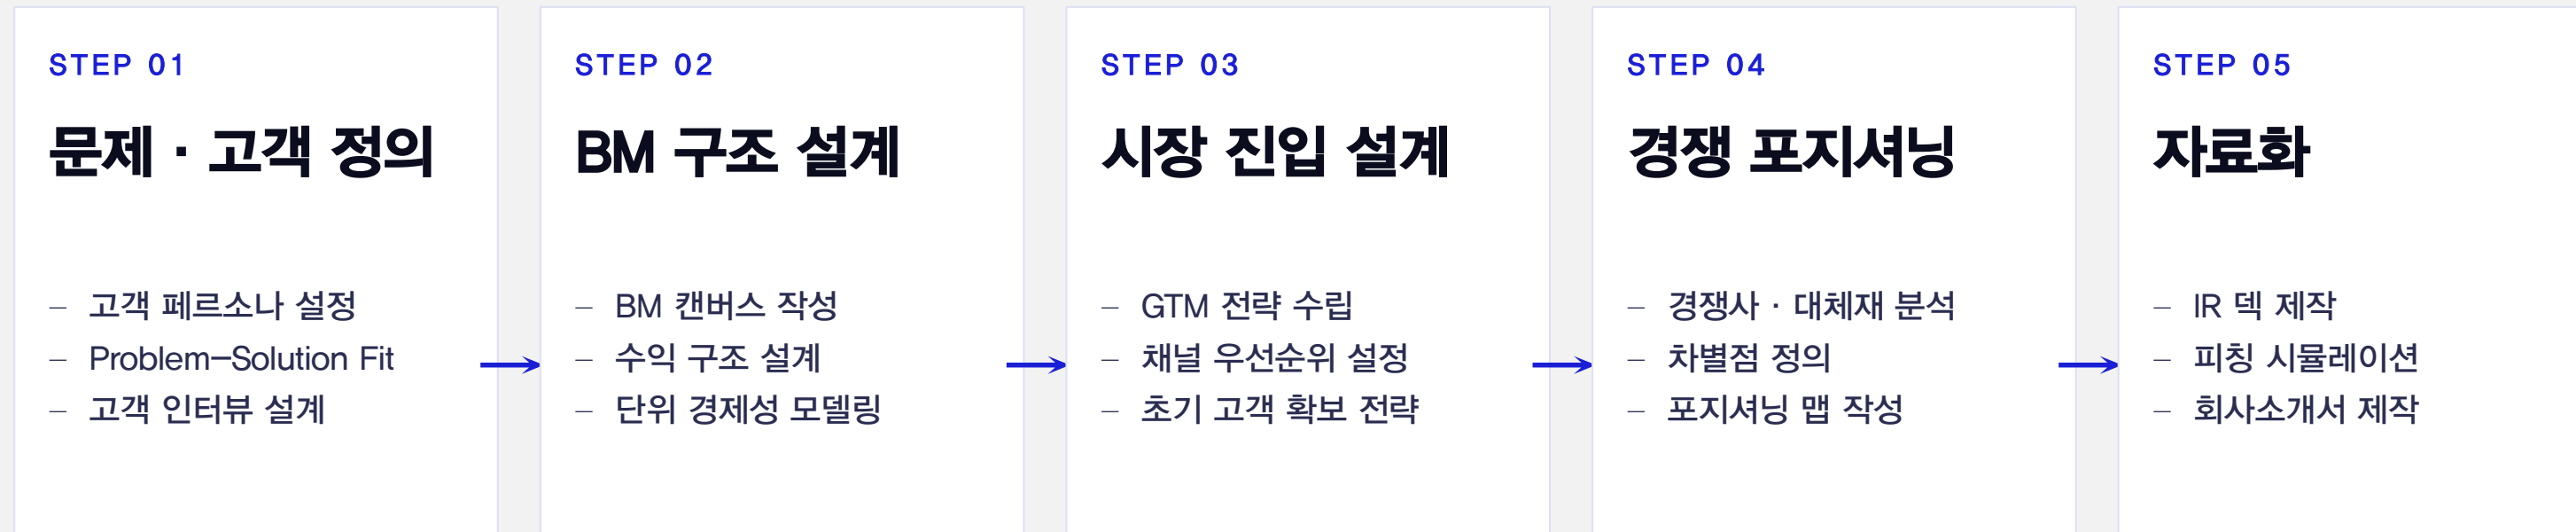 STEP 01
문제 · 고객 정의
– 고객 페르소나 설정
– Problem–Solution Fit
– 고객 인터뷰 설계
STEP 02
BM 구조 설계
– BM 캔버스 작성
– 수익 구조 설계
– 단위 경제성 모델링
STEP 03
시장 진입 설계
– GTM 전략 수립
– 채널 우선순위 설정
– 초기 고객 확보 전략
STEP 04
경쟁 포지셔닝
– 경쟁사 · 대체재 분석
– 차별점 정의
– 포지셔닝 맵 작성
STEP 05
자료화
– IR 덱 제작
– 피칭 시뮬레이션
– 회사소개서 제작